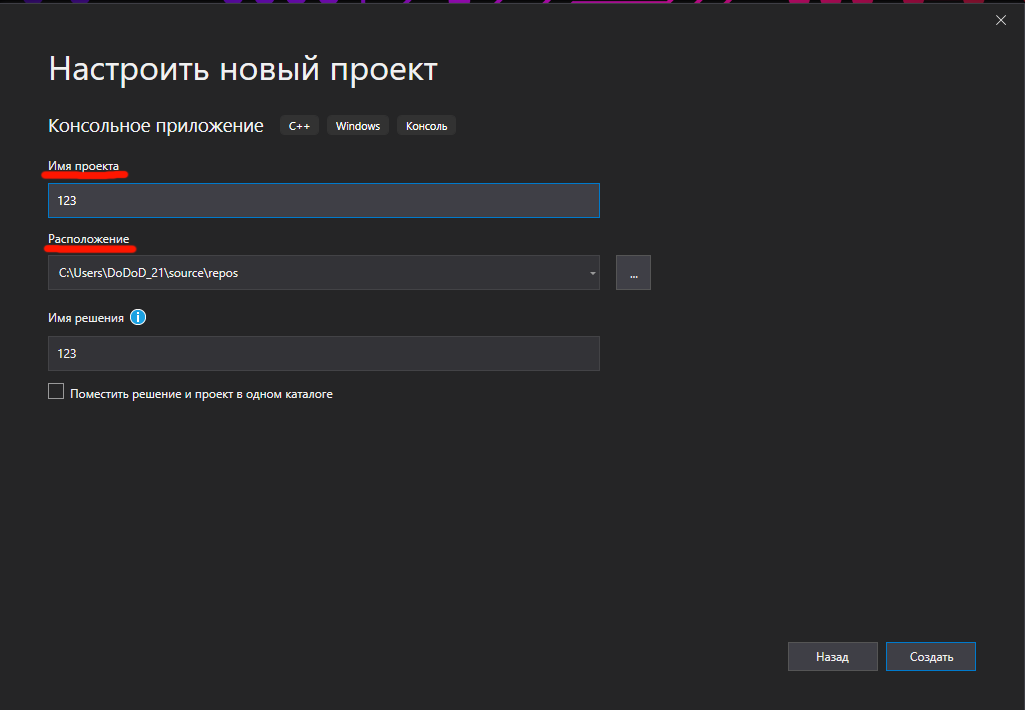 Настроить новый проект
Консольное приложение C++ Windows Консоль
Имя проекта
123
Расположение
C:\Users\DoDoD_21\source\repos
...
Имя решения
123
Поместить решение и проект в одном каталоге
Назад Создать